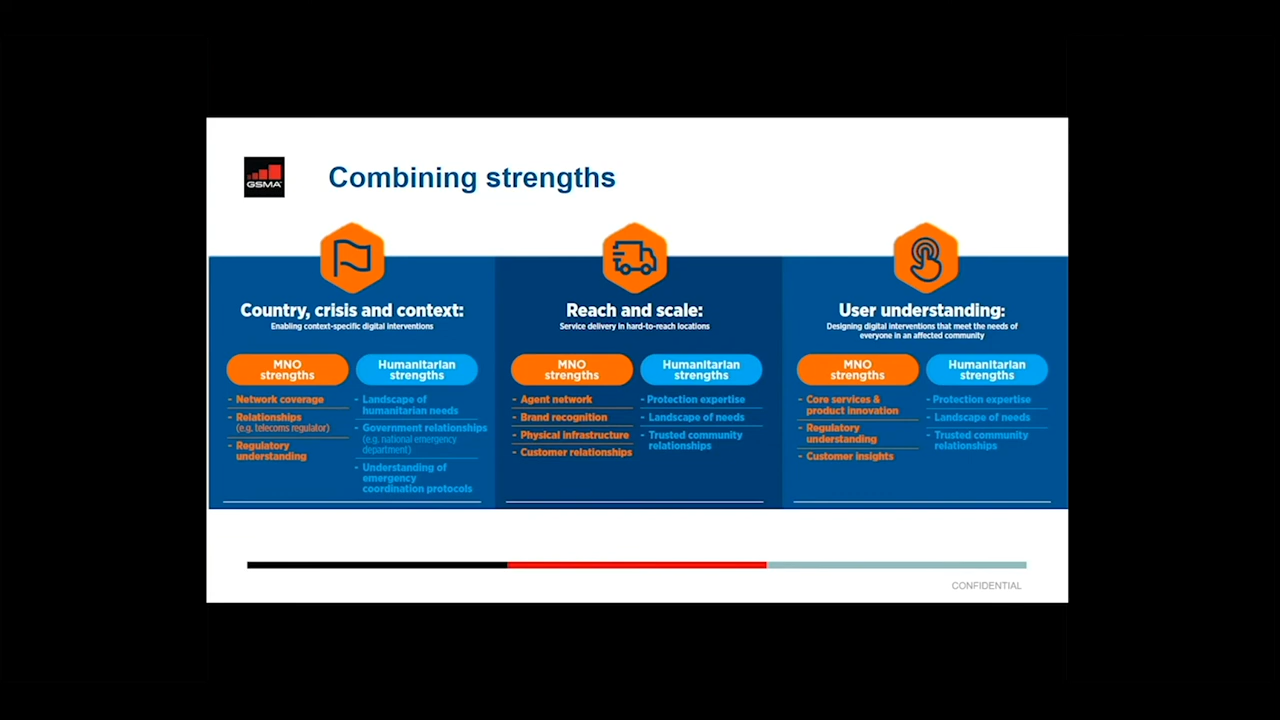 GSMA
Combining strengths
Country, crisis and context:
Enabling context-specific digital interventions
MNO
strengths
- Network coverage
- Relationships
(e.g. telecoms regulator)
- Regulatory
understanding
Humanitarian
strengths
- Landscape of
humanitarian needs
- Government relationships
(e.g. national emergency
department)
- Understanding of
emergency
coordination protocols
Reach and scale:
Service delivery in hard-to-reach locations
MNO
strengths
- Agent network
- Brand recognition
- Physical infrastructure
- Customer relationships
Humanitarian
strengths
- Protection expertise
- Landscape of needs
- Trusted community
relationships
User understanding:
Designing digital interventions that meet the needs of
everyone in an affected community
MNO
strengths
- Core services &
product innovation
- Regulatory
understanding
- Customer insights
Humanitarian
strengths
- Protection expertise
- Landscape of needs
- Trusted community
relationships
CONFIDENTIAL